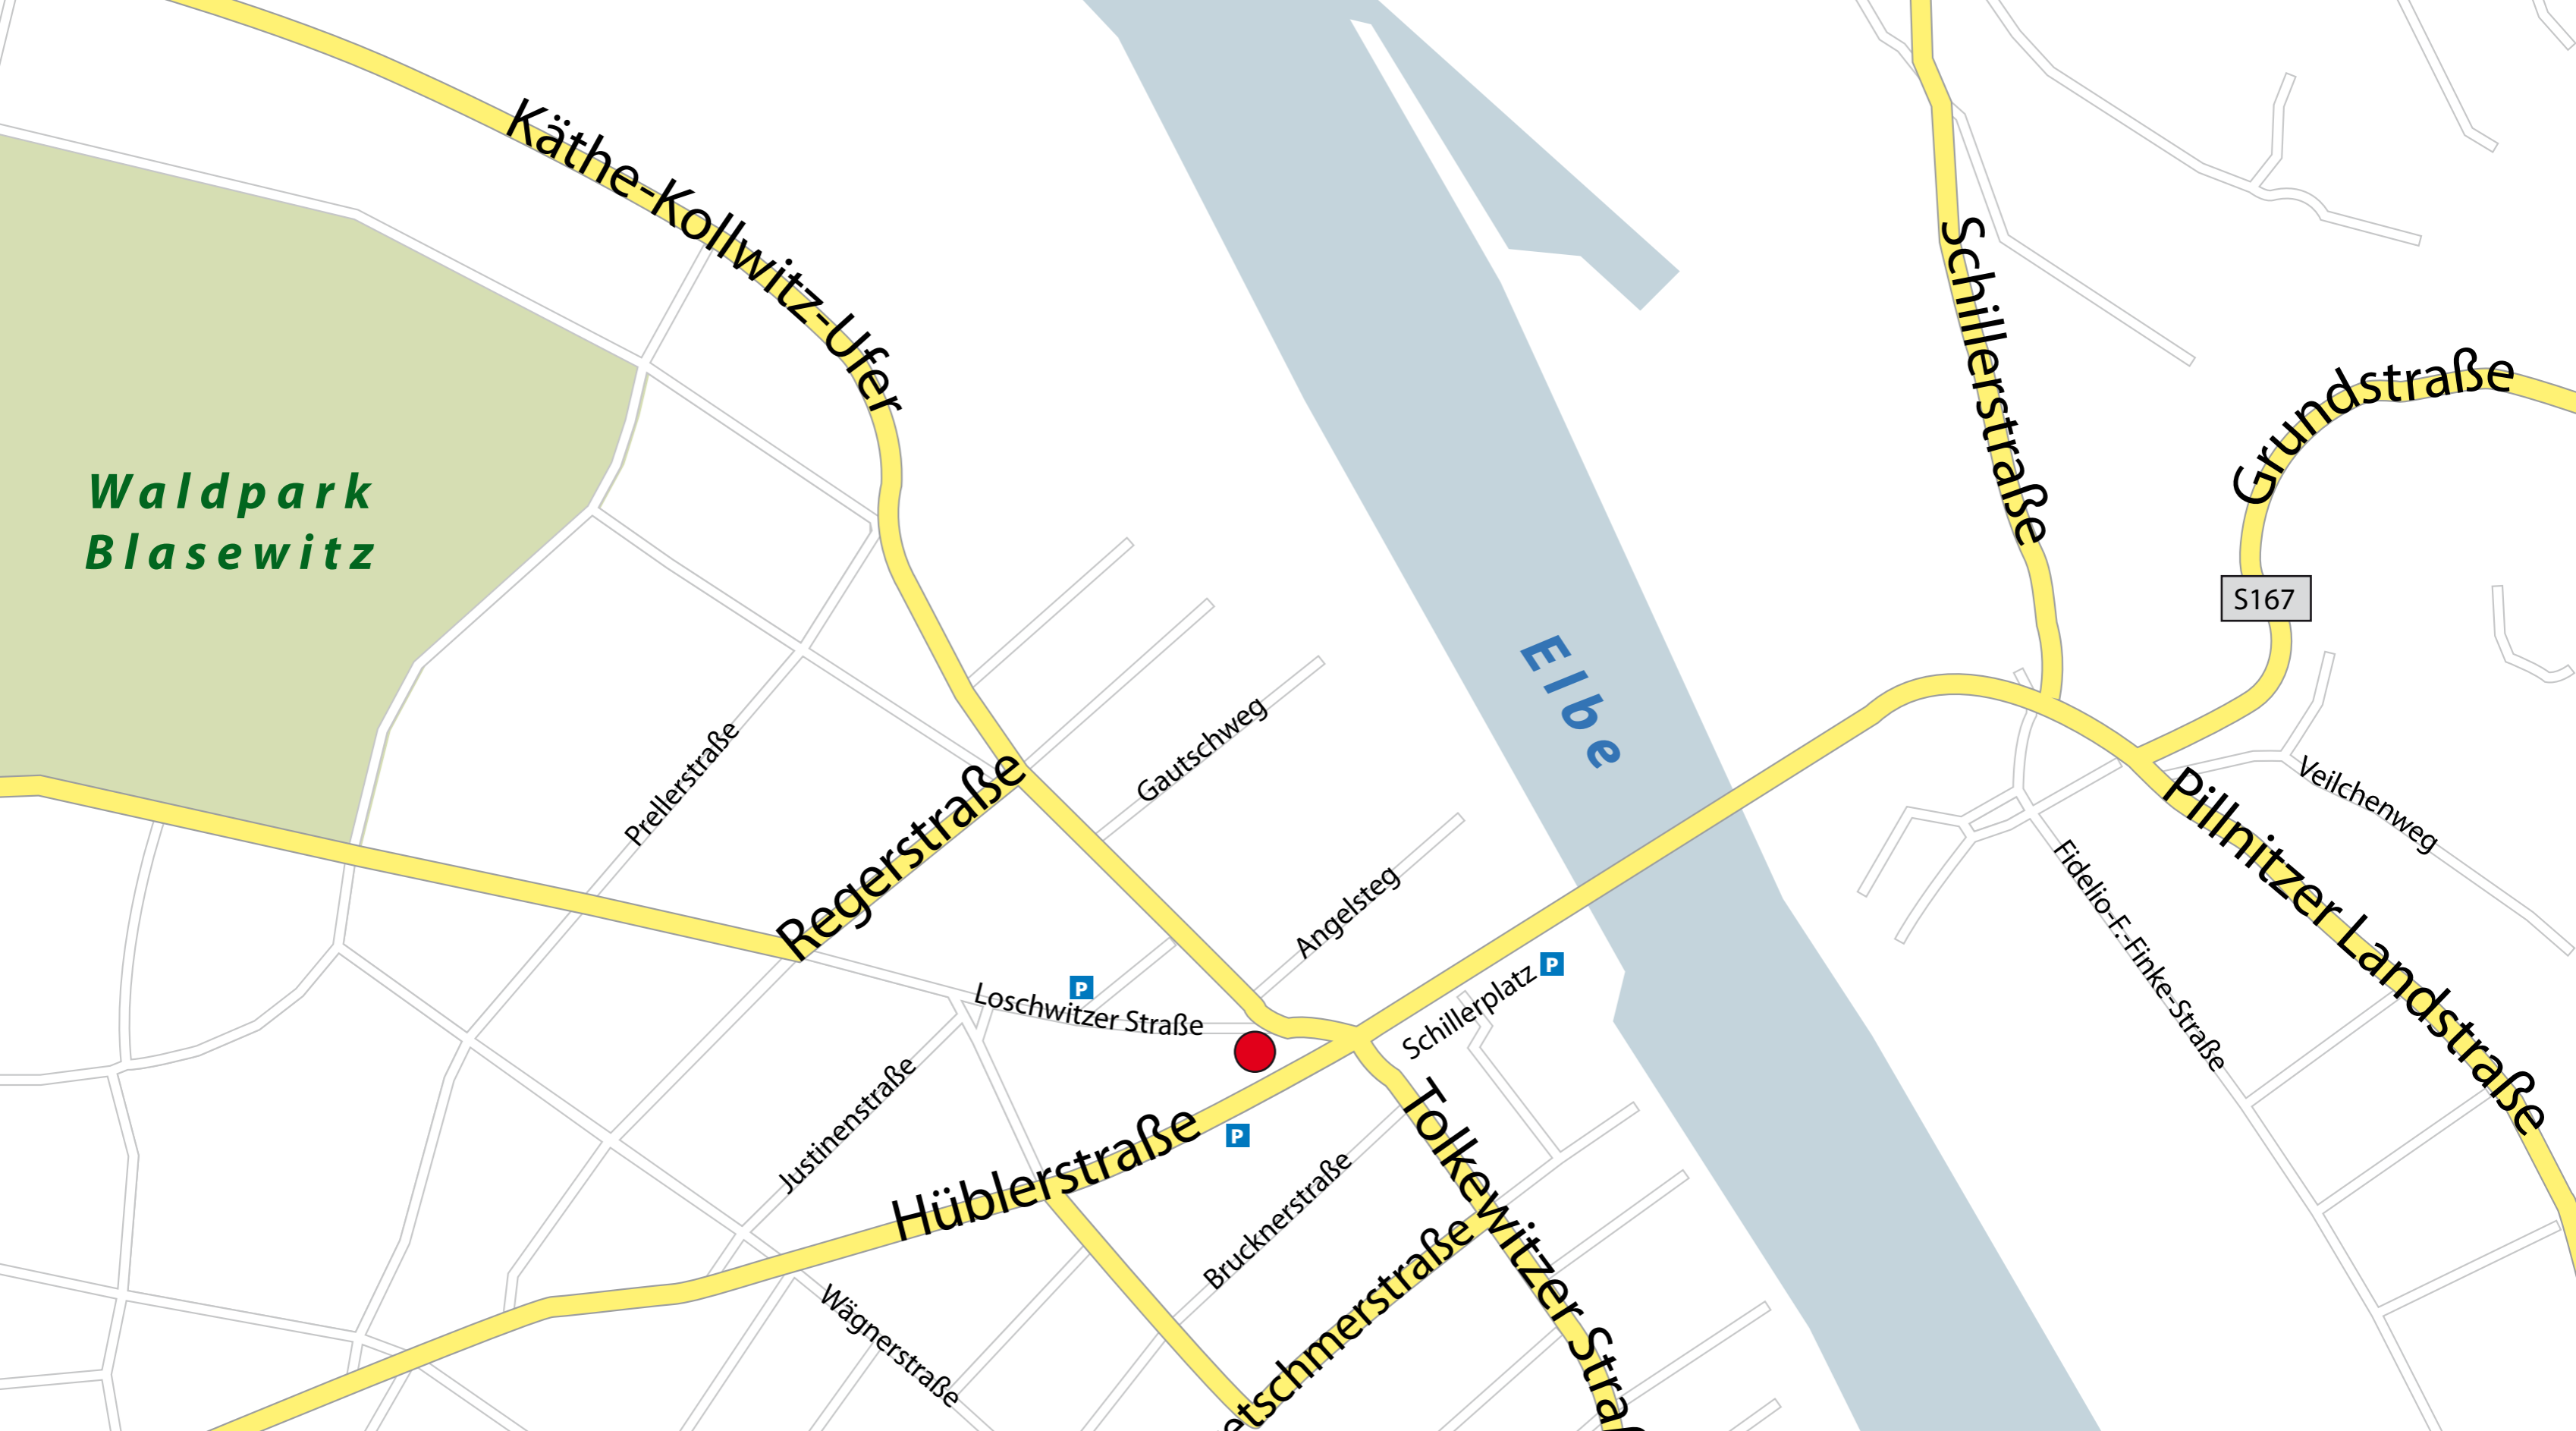 Käthe-Kollwitz-Ufer
Schillerstraße
Grundstraße
Waldpark
Blasewitz
S167
Elbe
Prellerstraße
Gautschweg
Regerstraße
Veilchenweg
Pillnitzer Landstraße
Fidelio-F.-Finke-Straße
Angelsteg
P
Schillerplatz
P
Loschwitzer Straße
Justinenstraße
Hüblerstraße
P
Tolkewitzer Straß
Brucknerstraße
etschmerstraße
Wägnerstraße